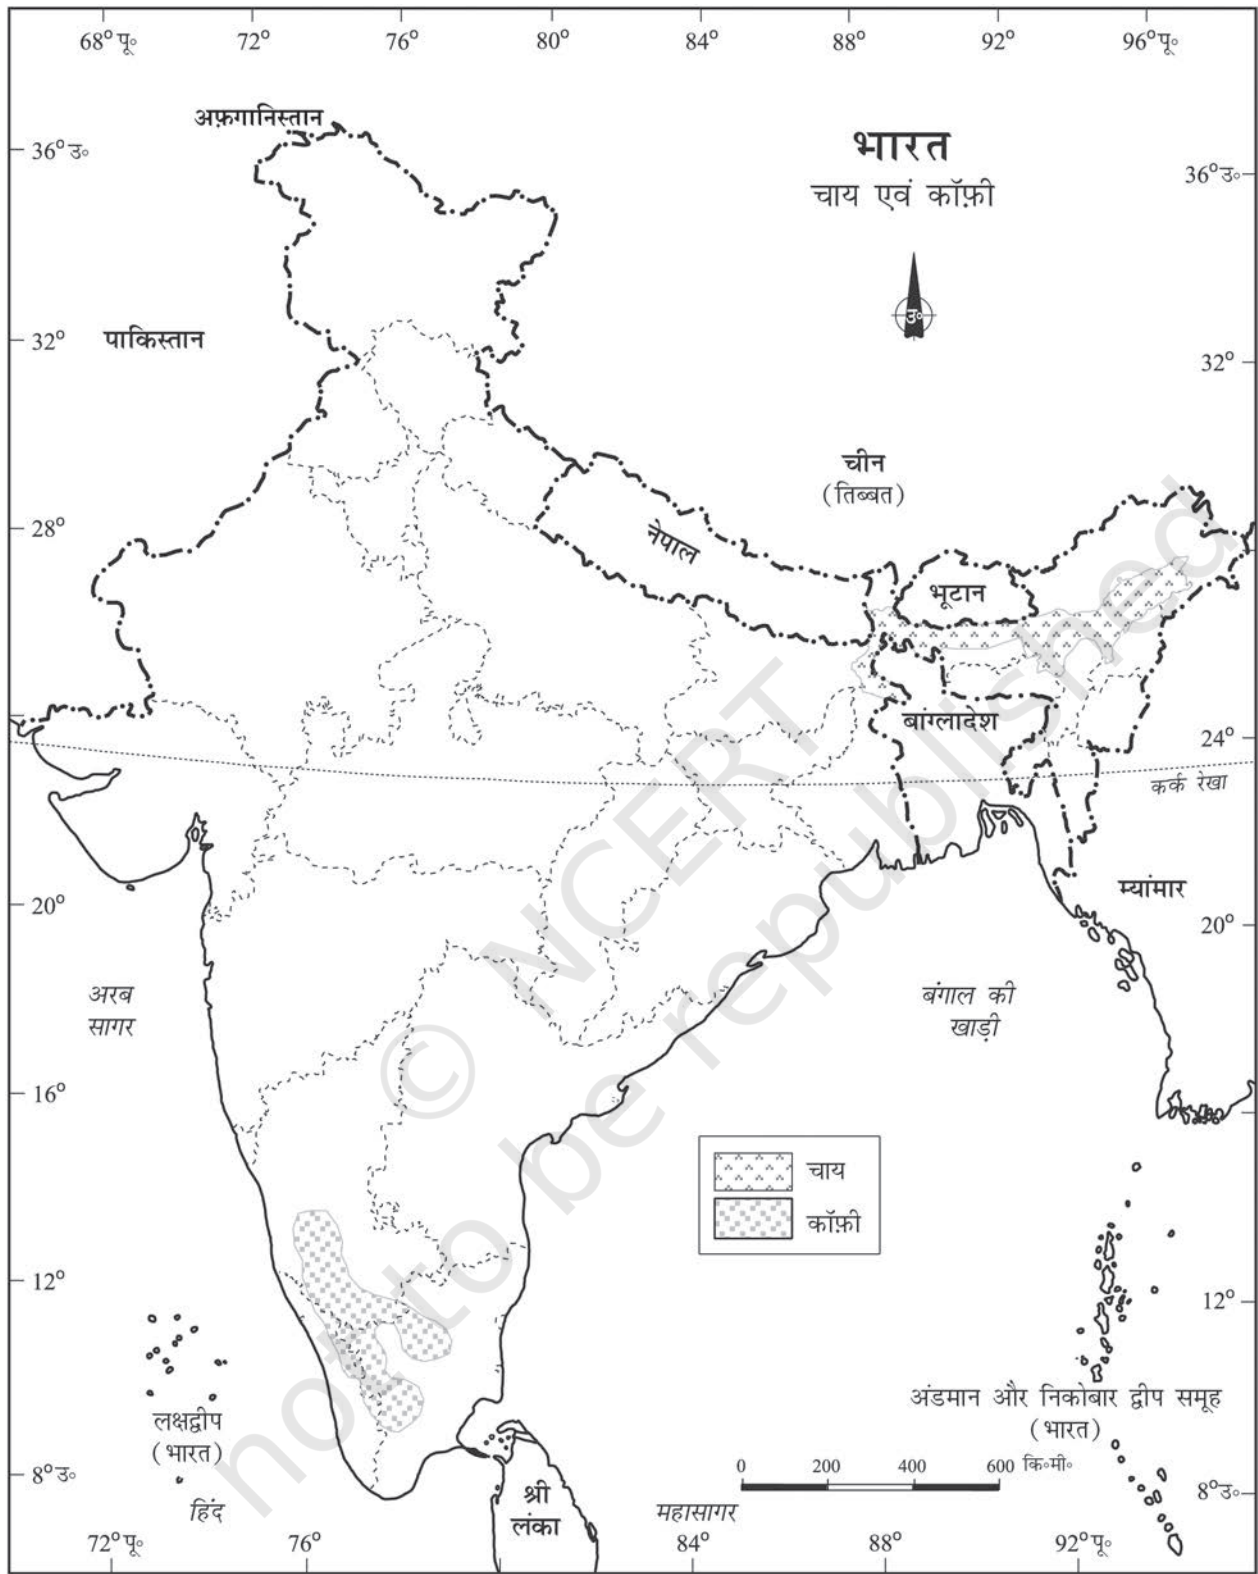 68° पू॰ 72° 76° 80° 84° 88° 92° 96° पू॰
अफ़गानिस्तान
भारत
चाय एवं कॉफ़ी
36° उ॰
36° उ॰
उ॰
पाकिस्तान
32°
32°
चीन
(तिब्बत)
28°
नेपाल
भूटान
बांग्लादेश
24°
कर्क रेखा
म्यांमार
20°
20°
अरब
सागर
बंगाल की
खाड़ी
© NCERT
not to be republished
16°
चाय
कॉफ़ी
12°
12°
लक्षद्वीप
(भारत)
अंडमान और निकोबार द्वीप समूह
(भारत)
0 200 400 600 कि॰मी॰
8° उ॰
8° उ॰
हिंद
श्री
लंका
महासागर
72° पू॰ 76° 84° 88° 92° पू॰